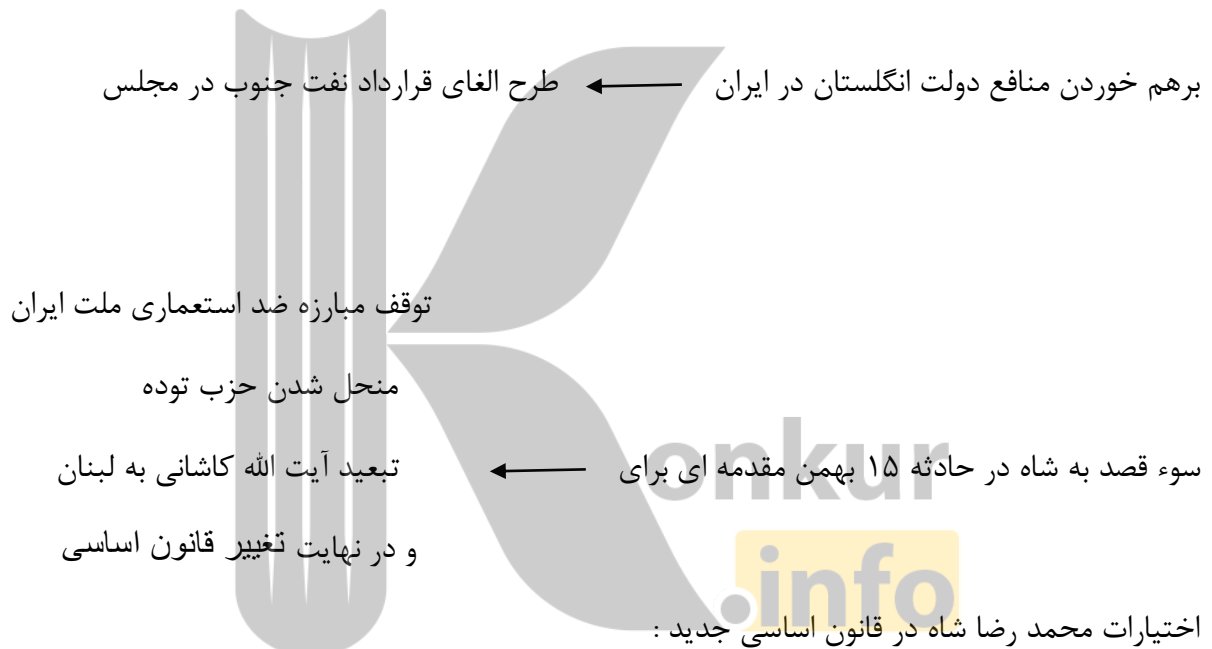 برهم خوردن منافع دولت انگلستان در ایران ← طرح الغای قرارداد نفت جنوب در مجلس
توقف مبارزه ضد استعماری ملت ایران
منحل شدن حزب توده
سوء قصد به شاه در حادثه ۱۵ بهمن مقدمه ای برای ← تبعید آیت الله کاشانی به لبنان
و در نهایت تغییر قانون اساسی
اختیارات محمد رضا شاه در قانون اساسی جدید :
Konkur
.info